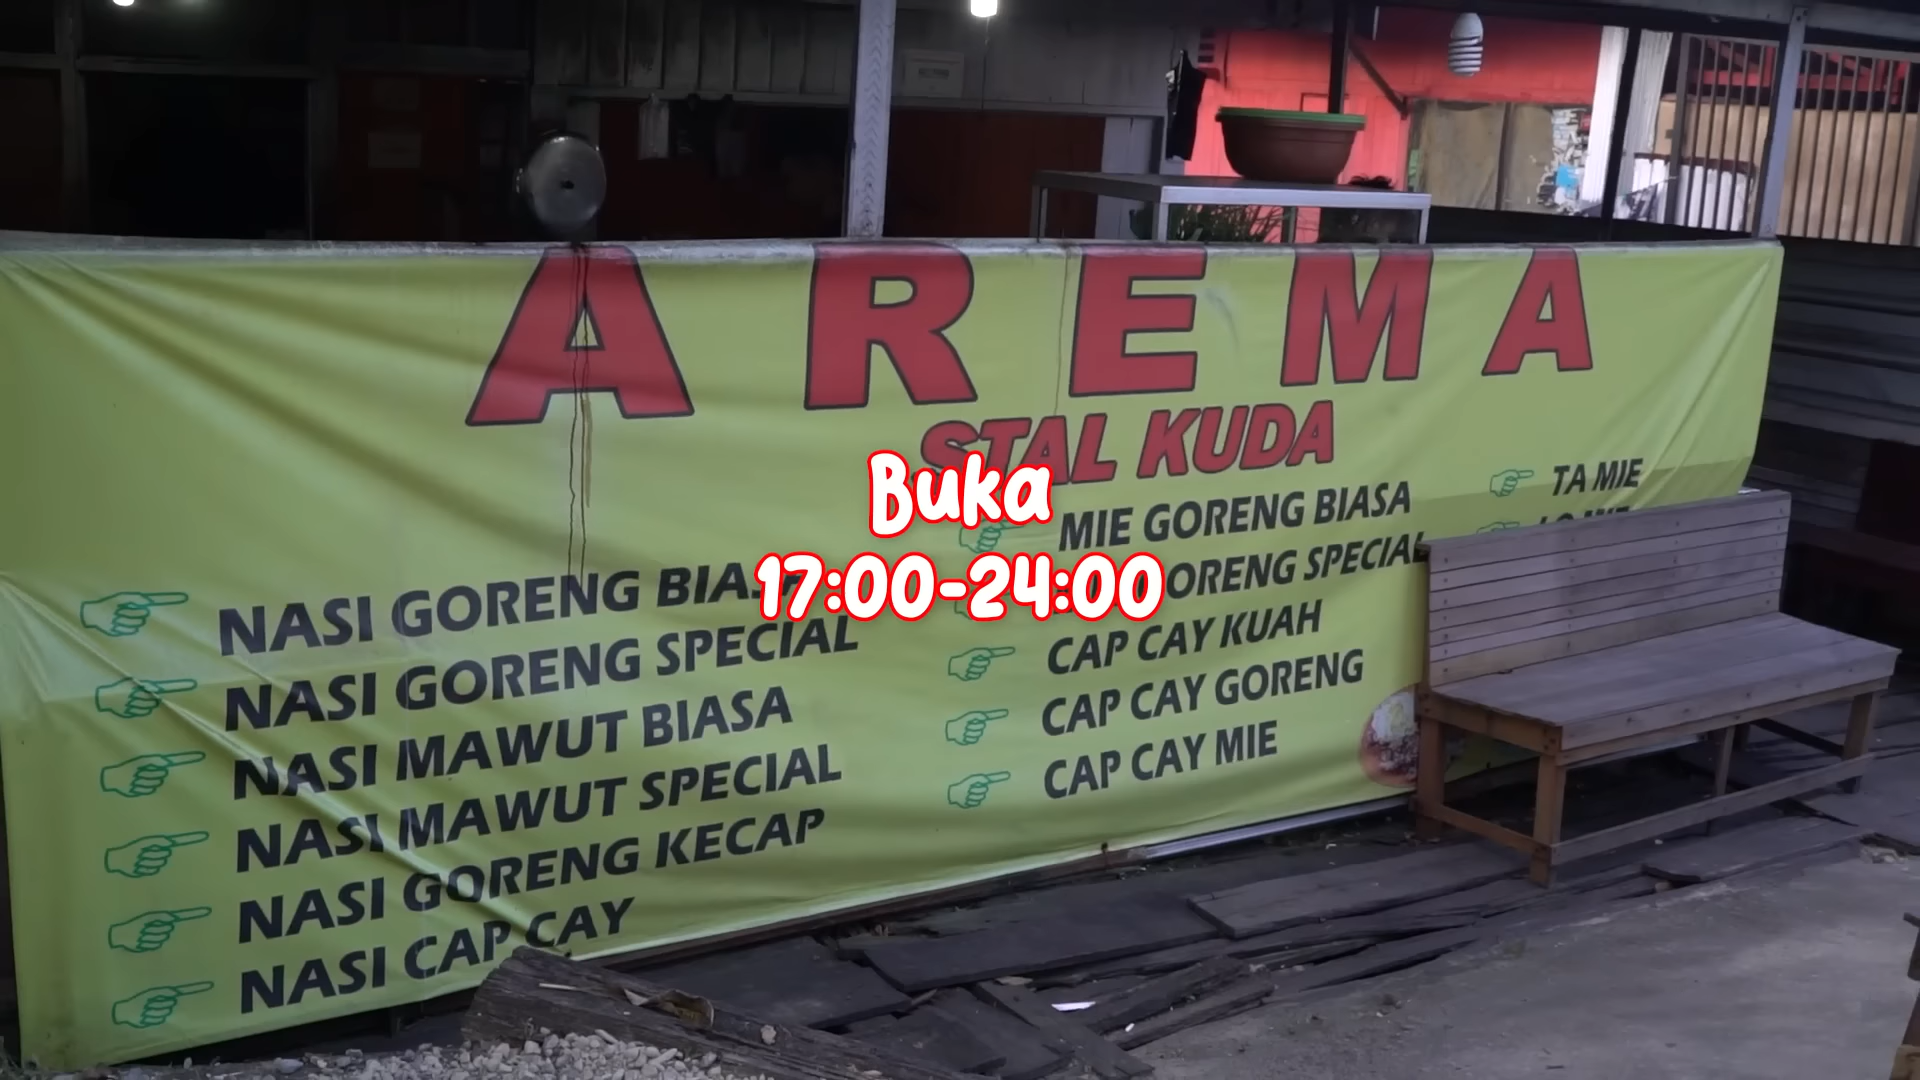 AREMA
STAL KUDA
Buka
17:00-24:00
NASI GORENG BIASA
NASI GORENG SPECIAL
NASI MAWUT BIASA
NASI MAWUT SPECIAL
NASI GORENG KECAP
NASI CAP CAY
MIE GORENG BIASA
GORENG SPECIAL
CAP CAY KUAH
CAP CAY GORENG
CAP CAY MIE
TA MIE